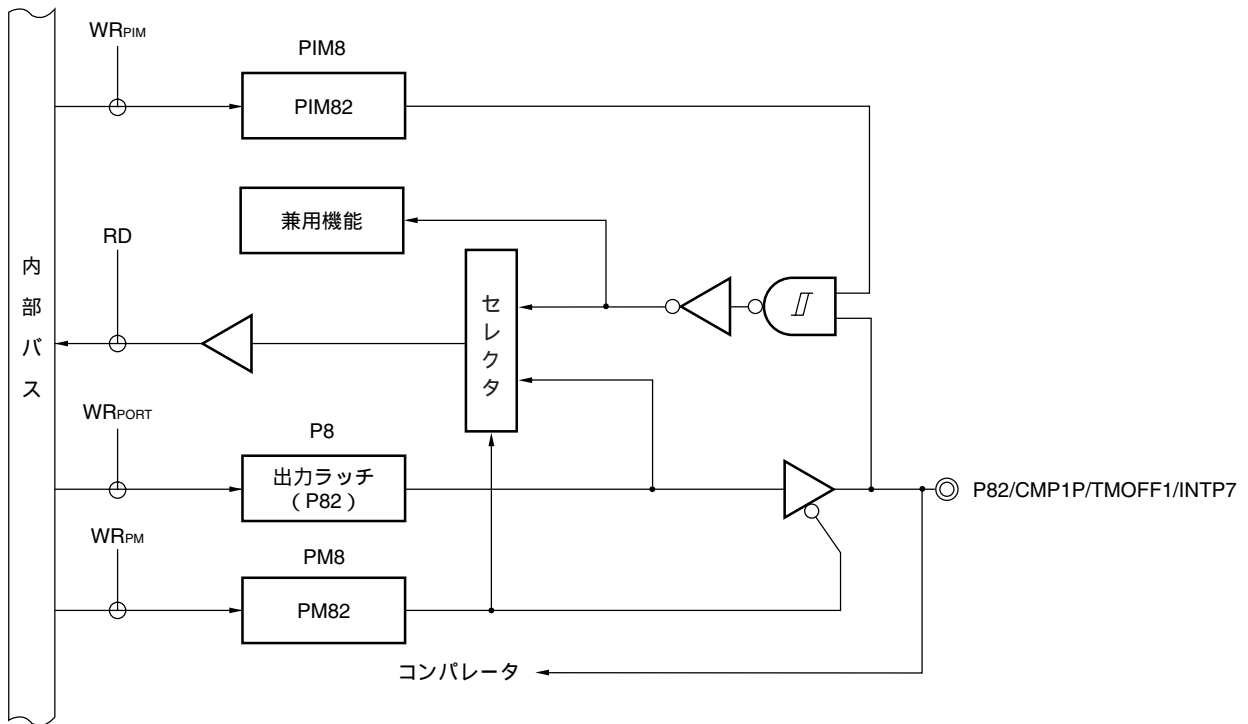 WRPIM
PIM8
PIM82
兼用機能
RD
内部バス
セレクタ
WRPORT
P8
出力ラッチ
(P82)
P82/CMP1P/TMOFF1/INTP7
WRPM
PM8
PM82
コンパレータ